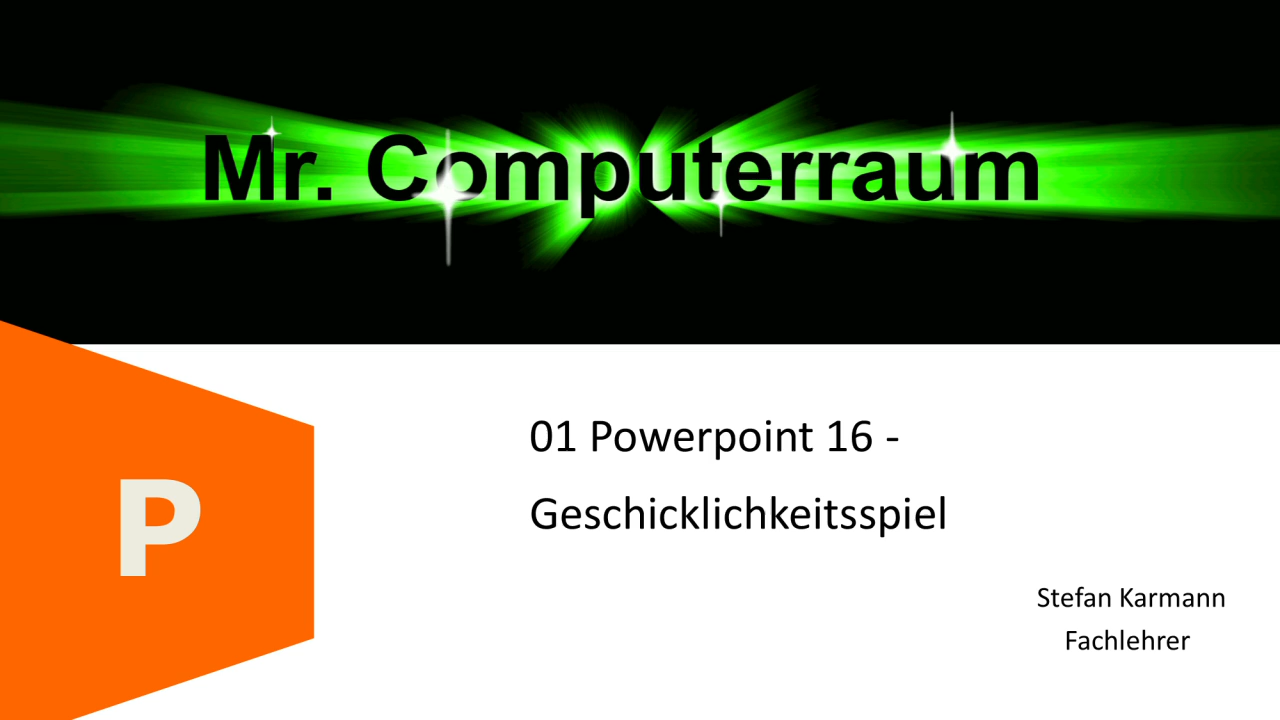 Mr. Computerraum
01 Powerpoint 16 -
Geschicklichkeitsspiel
P
Stefan Karmann
Fachlehrer